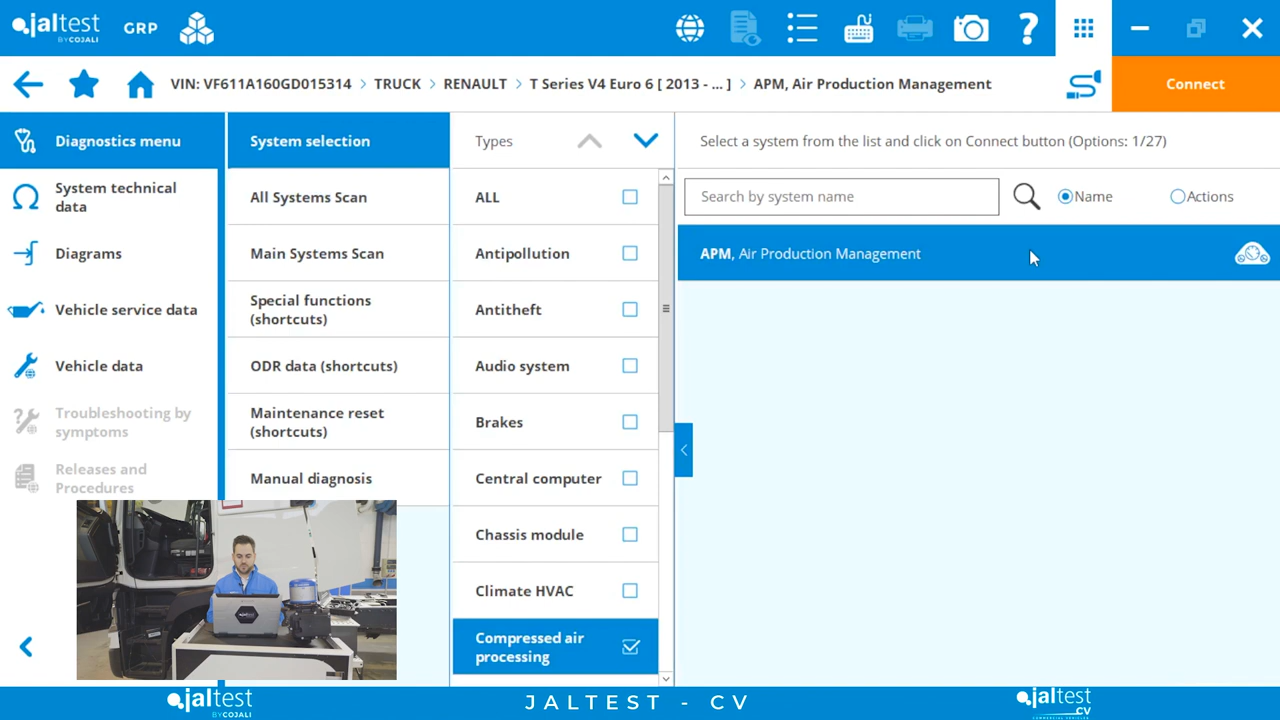 jaltest
BY COJALI
GRP
?
VIN: VF611A160GD015314 > TRUCK > RENAULT > T Series V4 Euro 6 [ 2013 - ... ] > APM, Air Production Management
Connect
Diagnostics menu
System technical
data
Diagrams
Vehicle service data
Vehicle data
Troubleshooting by
symptoms
Releases and
Procedures
System selection
All Systems Scan
Main Systems Scan
Special functions
(shortcuts)
ODR data (shortcuts)
Maintenance reset
(shortcuts)
Manual diagnosis
Types
ALL
Antipollution
Antitheft
Audio system
Brakes
Central computer
Chassis module
Climate HVAC
Compressed air
processing
Select a system from the list and click on Connect button (Options: 1/27)
Search by system name
Name
Actions
APM, Air Production Management
jaltest
jaltest
BY COJALI
JALTEST - CV
jaltest
CV
COMMERCIAL VEHICLES